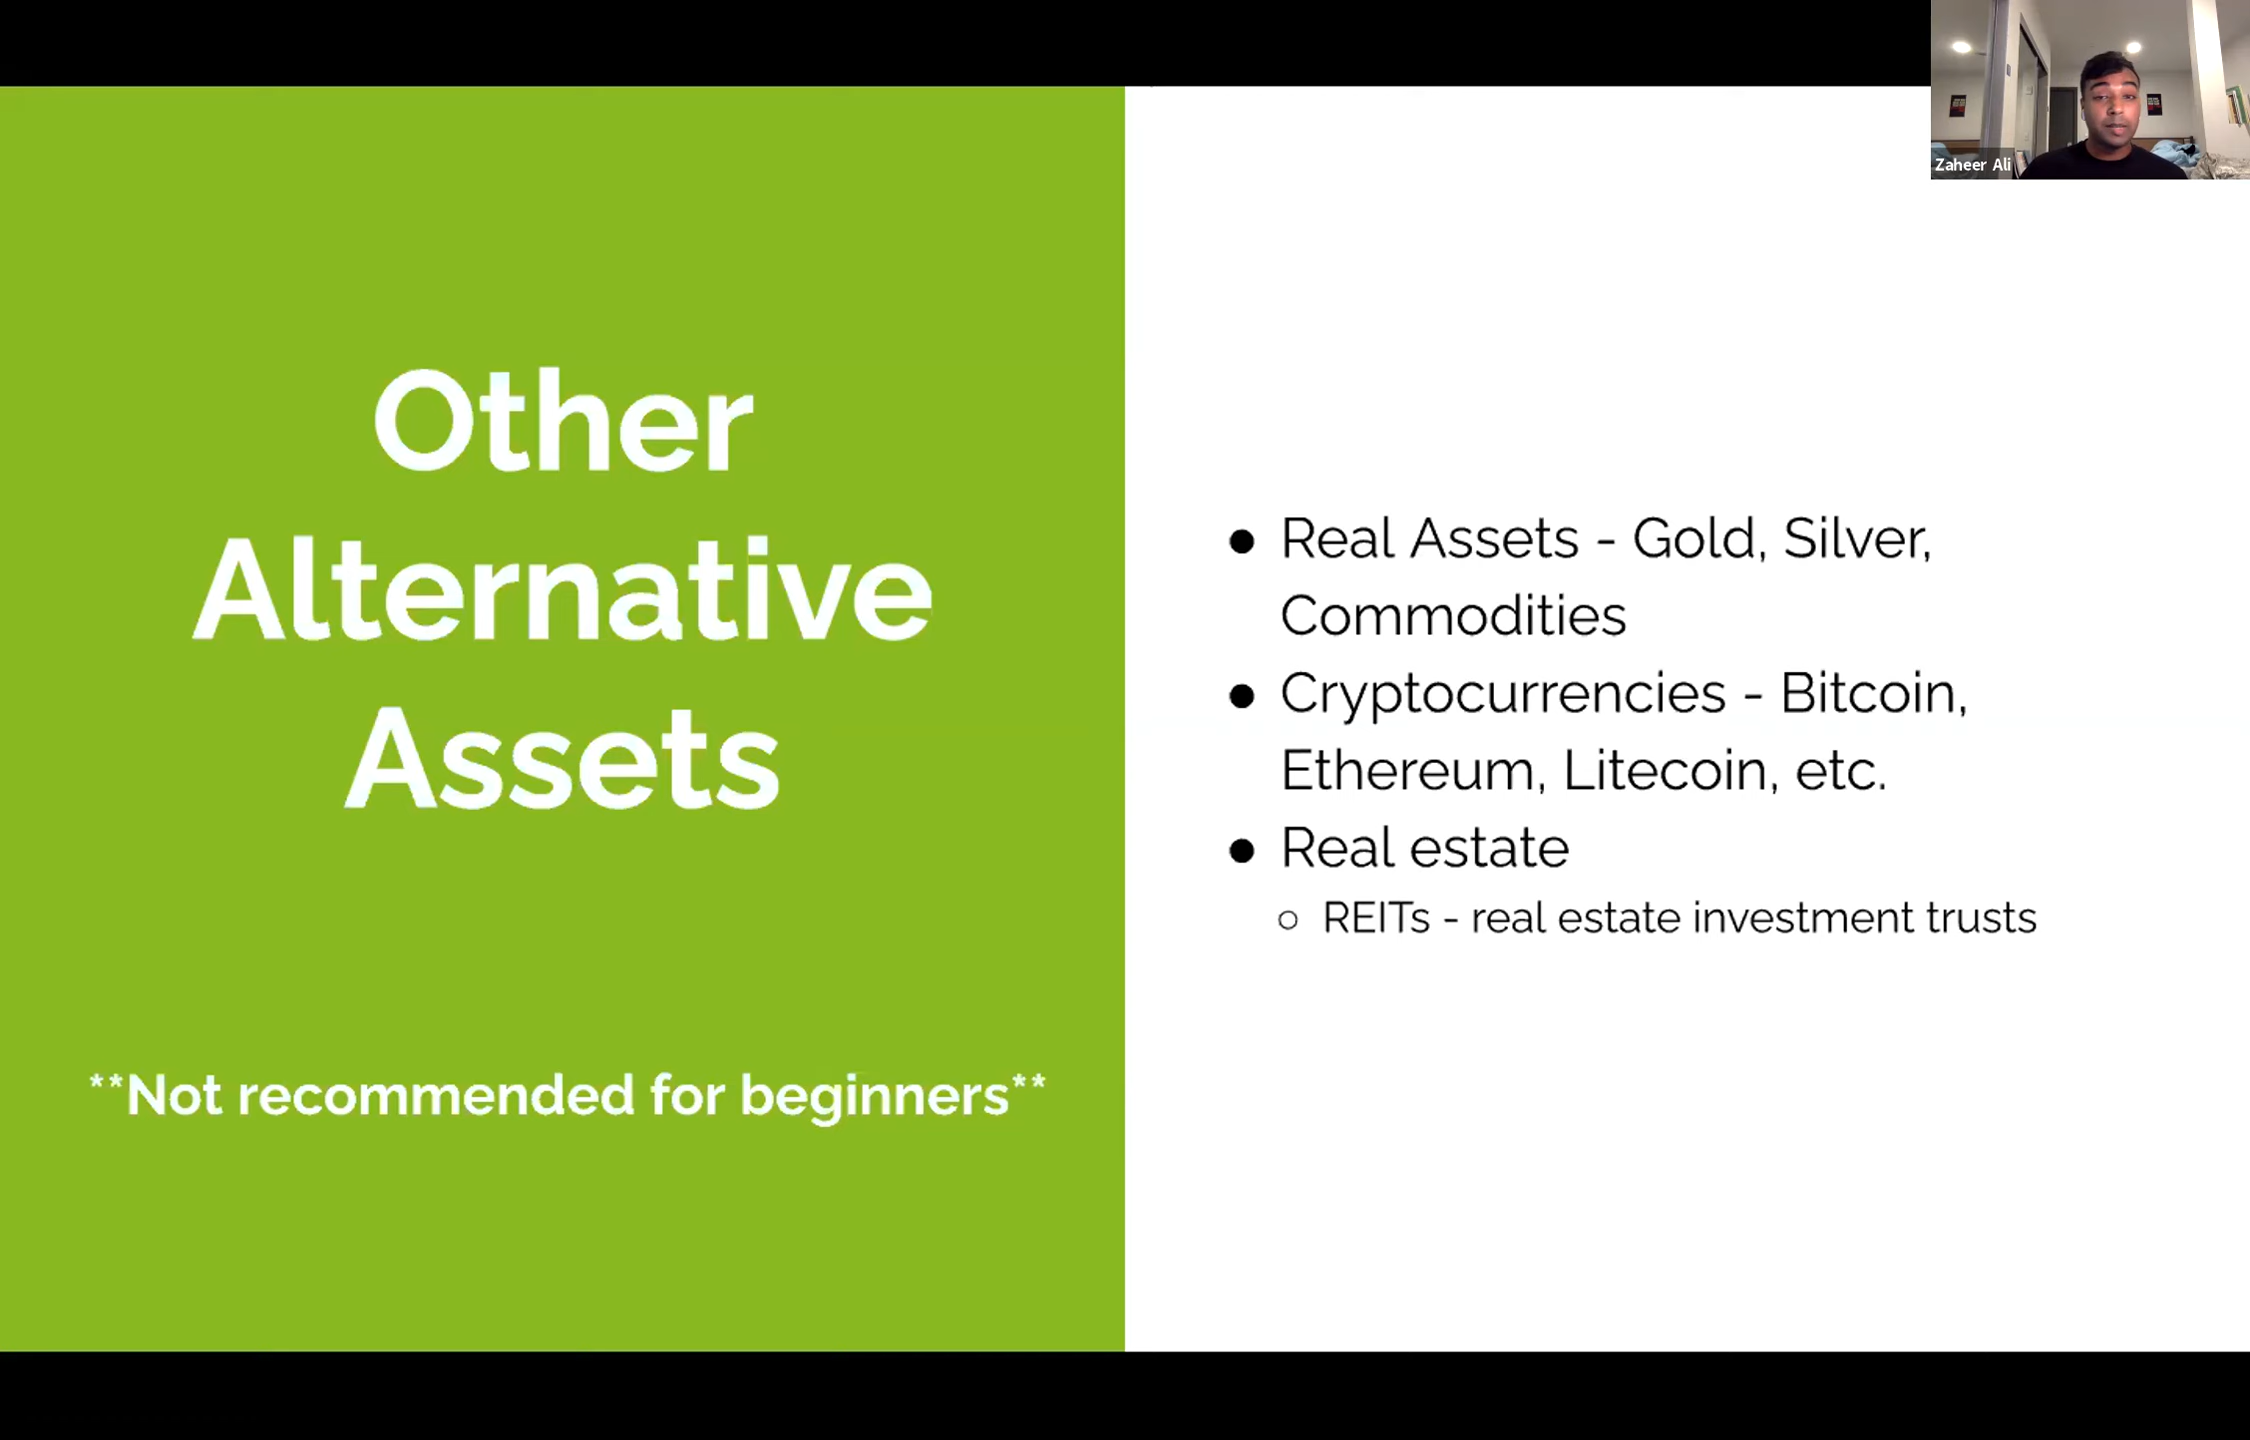 Other
Alternative
Assets
**Not recommended for beginners**
● Real Assets - Gold, Silver,
Commodities
● Cryptocurrencies - Bitcoin,
Ethereum, Litecoin, etc.
● Real estate
○ REITs - real estate investment trusts
Zaheer Ali